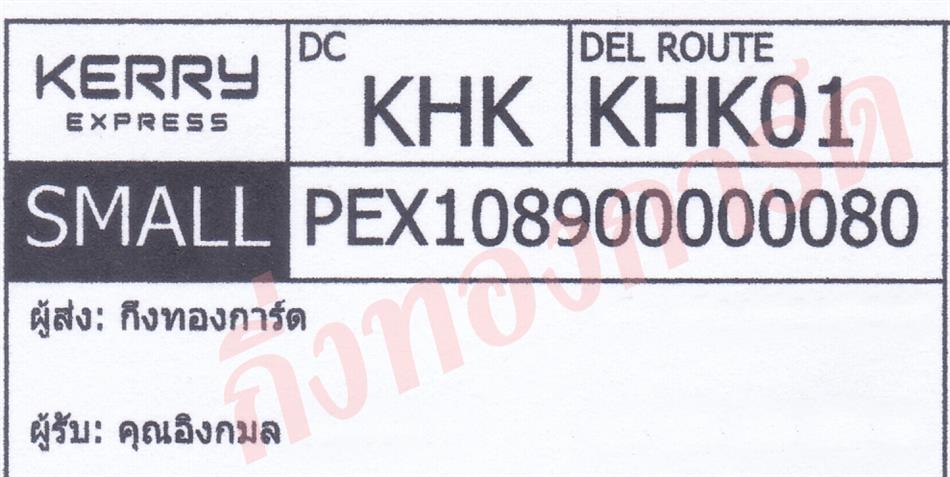 KERRY
EXPRESS
DC
KHK
DEL ROUTE
KHK01
SMALL
PEX108900000080
ผู้ส่ง: กิ่งทองการ์ด
ผู้รับ: คุณอิงกมล
กิ่งทองการ์ด